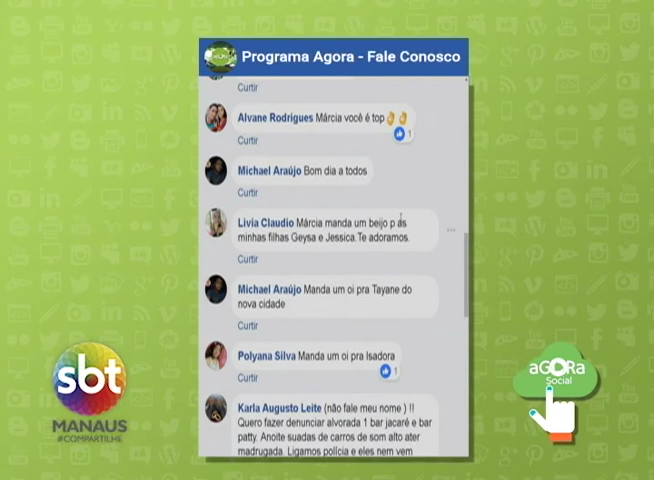 Programa Agora - Fale Conosco
Curtir
Alvane Rodrigues Márcia você é top👌👌
1
Curtir
Michael Araújo Bom dia a todos
Curtir
Livia Claudio Márcia manda um beijo p as
minhas filhas Geysa e Jessica.Te adoramos.
Curtir
Michael Araújo Manda um oi pra Tayane do
nova cidade
Curtir
Polyana Silva Manda um oi pra Isadora
1
Curtir
Karla Augusto Leite (não fale meu nome ) !!
Quero fazer denunciar alvorada 1 bar jacaré e bar
patty. Anoite suadas de carros de som alto ater
madrugada. Ligamos polícia e eles nem vem
sbt
MANAUS
#COMPARTILHE
aGORa
Social